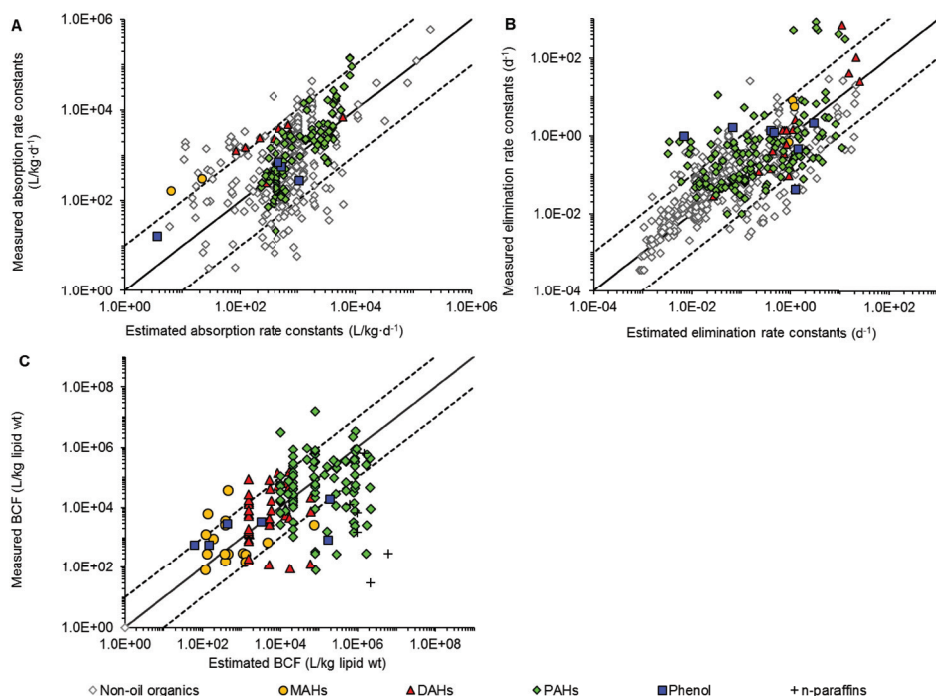 A
1.0E+06
1.0E+04
1.0E+02
1.0E+00
Measured absorption rate constants
(L/kg·d⁻¹)
1.0E+00 1.0E+02 1.0E+04 1.0E+06
Estimated absorption rate constants (L/kg·d⁻¹)
B
1.0E+02
1.0E+00
1.0E-02
1.0E-04
Measured elimination rate constants (d⁻¹)
1.0E-04 1.0E-02 1.0E+00 1.0E+02
Estimated elimination rate constants (d⁻¹)
C
1.0E+08
1.0E+06
1.0E+04
1.0E+02
1.0E+00
Measured BCF (L/kg lipid wt)
1.0E+00 1.0E+02 1.0E+04 1.0E+06 1.0E+08
Estimated BCF (L/kg lipid wt)
Non-oil organics MAHs DAHs PAHs Phenol n-paraffins